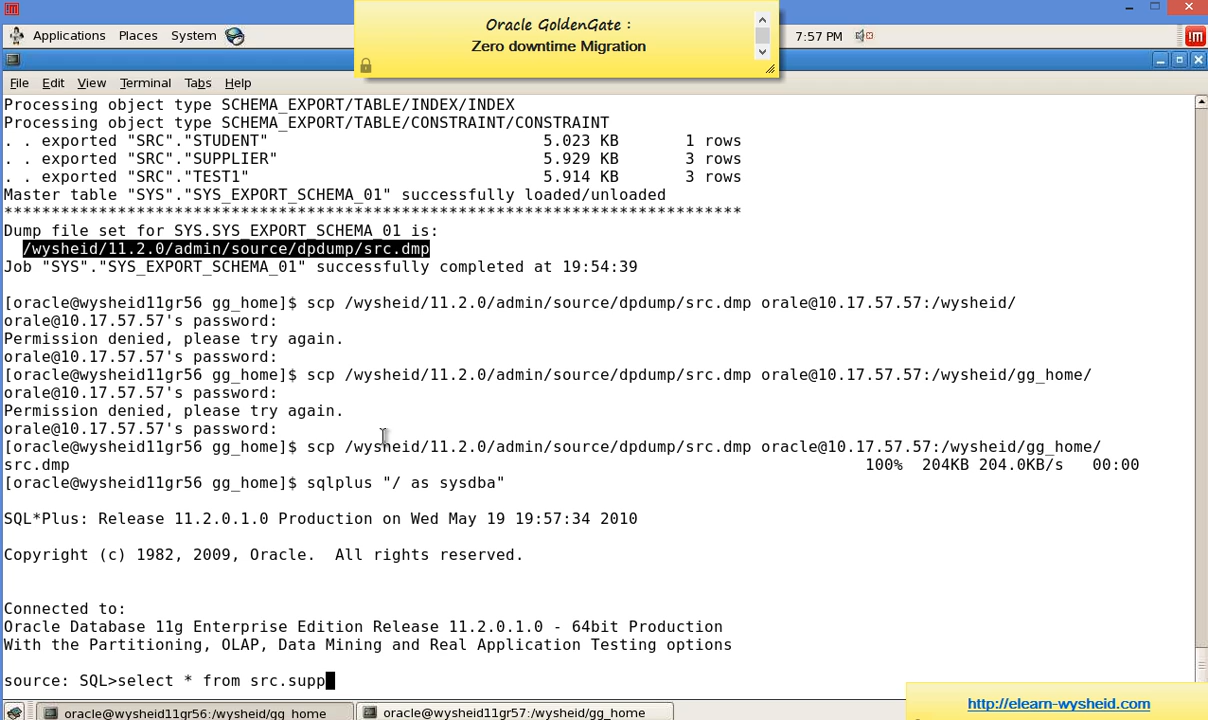 Oracle GoldenGate :
Zero downtime Migration
Applications Places System
7:57 PM
File Edit View Terminal Tabs Help
Processing object type SCHEMA_EXPORT/TABLE/INDEX/INDEX
Processing object type SCHEMA_EXPORT/TABLE/CONSTRAINT/CONSTRAINT
. . exported "SRC"."STUDENT" 5.023 KB 1 rows
. . exported "SRC"."SUPPLIER" 5.929 KB 3 rows
. . exported "SRC"."TEST1" 5.914 KB 3 rows
Master table "SYS"."SYS_EXPORT_SCHEMA_01" successfully loaded/unloaded
******************************************************************************
Dump file set for SYS.SYS_EXPORT_SCHEMA_01 is:
/wysheid/11.2.0/admin/source/dpdump/src.dmp
Job "SYS"."SYS_EXPORT_SCHEMA_01" successfully completed at 19:54:39
[oracle@wysheid11gr56 gg_home]$ scp /wysheid/11.2.0/admin/source/dpdump/src.dmp orale@10.17.57.57:/wysheid/
orale@10.17.57.57's password:
Permission denied, please try again.
orale@10.17.57.57's password:
[oracle@wysheid11gr56 gg_home]$ scp /wysheid/11.2.0/admin/source/dpdump/src.dmp orale@10.17.57.57:/wysheid/gg_home/
orale@10.17.57.57's password:
Permission denied, please try again.
orale@10.17.57.57's password:
[oracle@wysheid11gr56 gg_home]$ scp /wysheid/11.2.0/admin/source/dpdump/src.dmp oracle@10.17.57.57:/wysheid/gg_home/
src.dmp 100% 204KB 204.0KB/s 00:00
[oracle@wysheid11gr56 gg_home]$ sqlplus "/ as sysdba"
SQL*Plus: Release 11.2.0.1.0 Production on Wed May 19 19:57:34 2010
Copyright (c) 1982, 2009, Oracle. All rights reserved.
Connected to:
Oracle Database 11g Enterprise Edition Release 11.2.0.1.0 - 64bit Production
With the Partitioning, OLAP, Data Mining and Real Application Testing options
source: SQL>select * from src.supp
http://elearn-wysheid.com
oracle@wysheid11gr56:/wysheid/gg_home
oracle@wysheid11gr57:/wysheid/gg_home